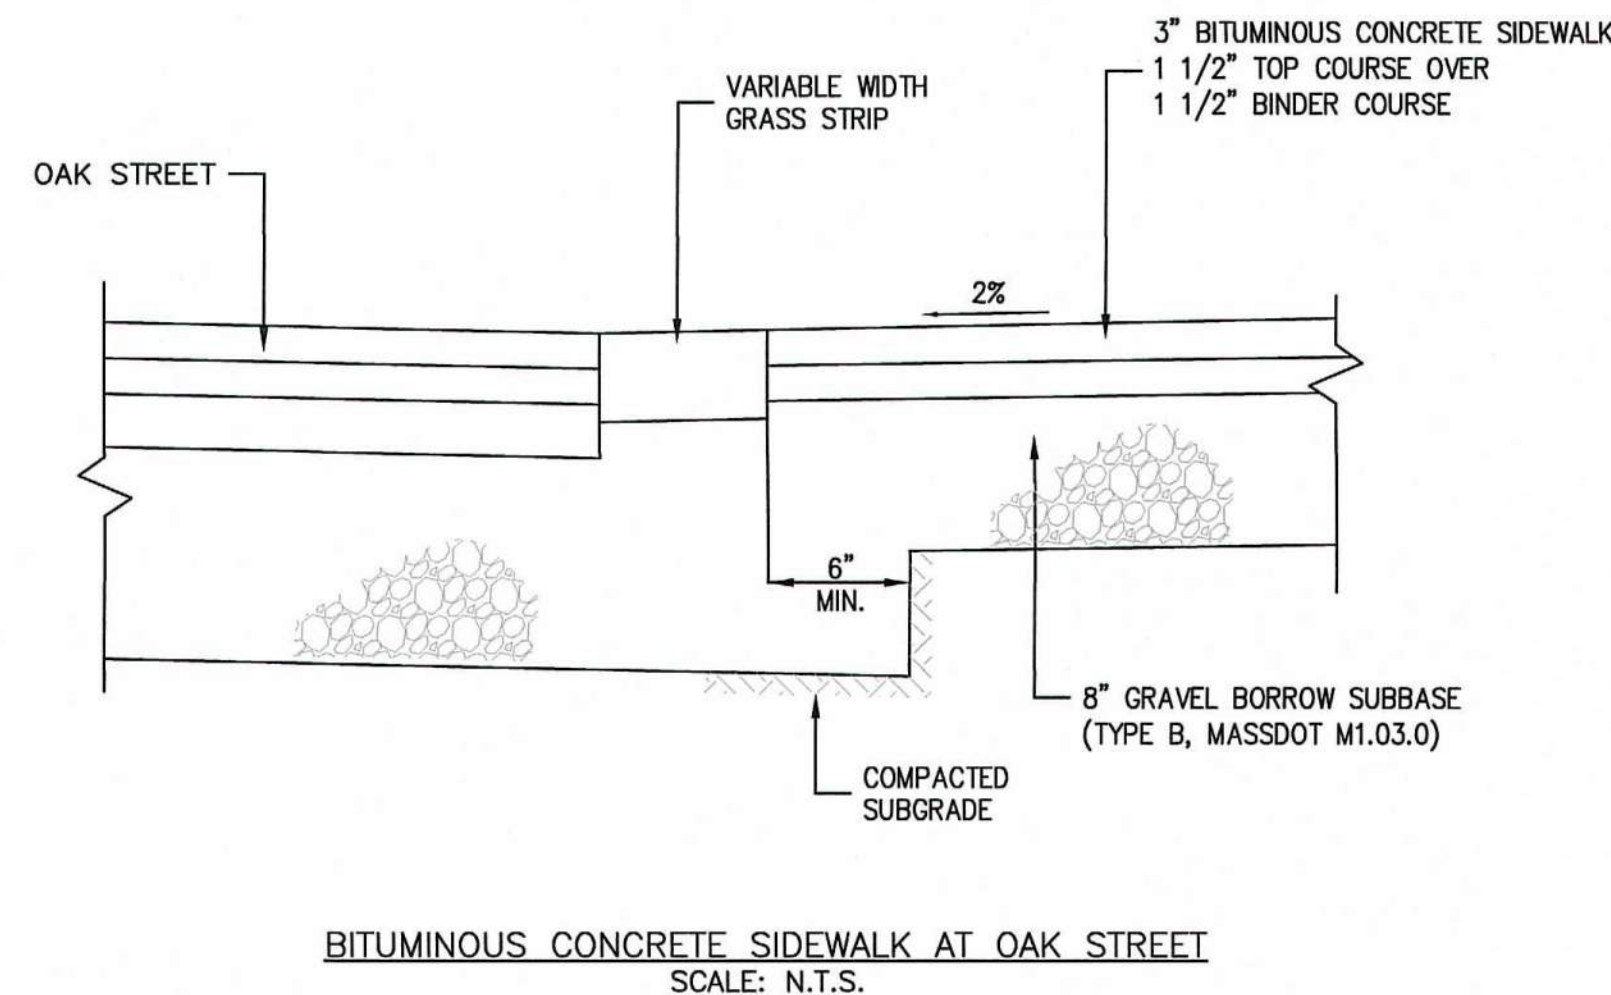 3" BITUMINOUS CONCRETE SIDEWALK
1 1/2" TOP COURSE OVER
1 1/2" BINDER COURSE
VARIABLE WIDTH
GRASS STRIP
OAK STREET
2%
6"
MIN.
8" GRAVEL BORROW SUBBASE
(TYPE B, MASSDOT M1.03.0)
COMPACTED
SUBGRADE
BITUMINOUS CONCRETE SIDEWALK AT OAK STREET
SCALE: N.T.S.